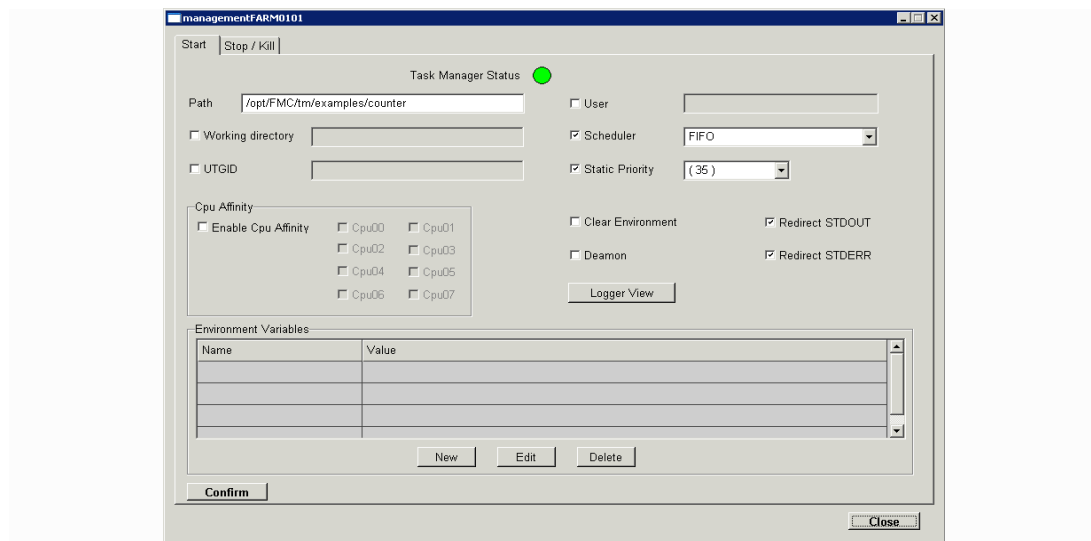 managementFARM0101
Start Stop / Kill
Task Manager Status
Path /opt/FMC/tm/examples/counter User
Working directory Scheduler FIFO
UTGID Static Priority ( 35 )
Cpu Affinity
Enable Cpu Affinity Cpu00 Cpu01 Clear Environment Redirect STDOUT
Cpu02 Cpu03
Deamon Redirect STDERR
Cpu04 Cpu05
Cpu06 Cpu07 Logger View
Environment Variables
Name Value
New Edit Delete
Confirm
Close